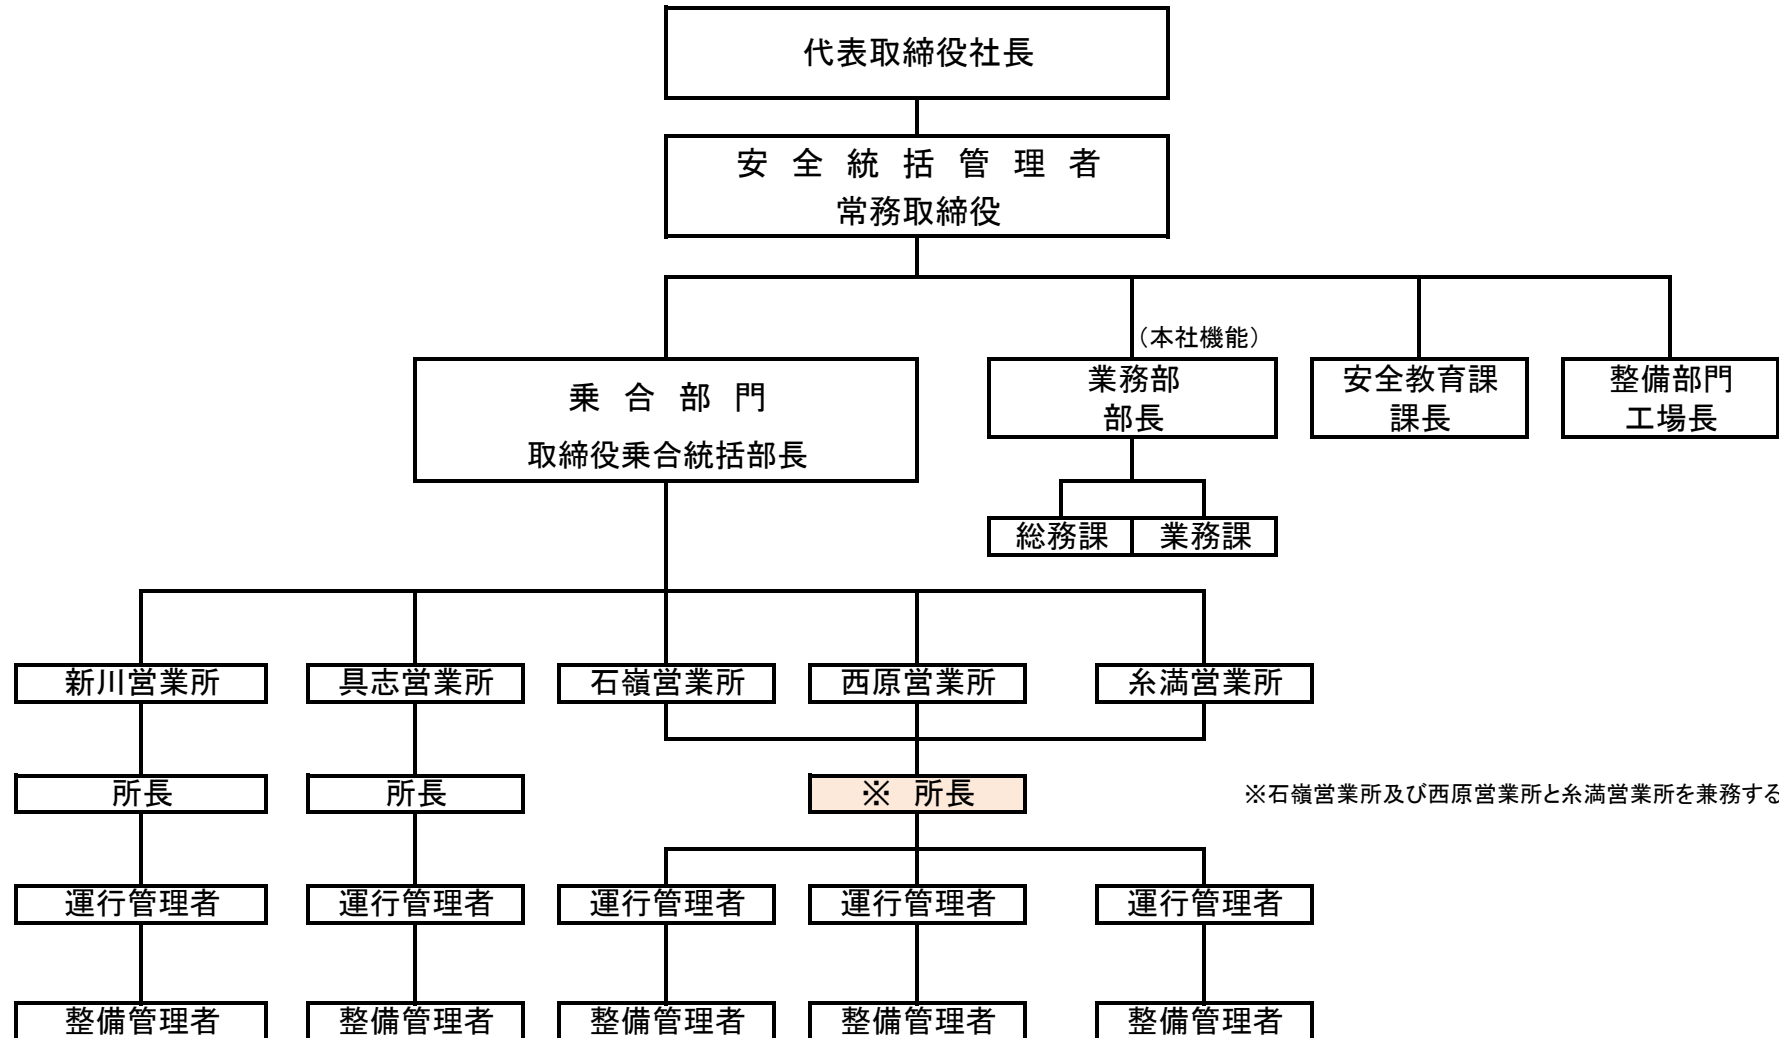 代表取締役社長
安全統括管理者
常務取締役
（本社機能）
乗合部門
取締役乗合統括部長
業務部
部長
安全教育課
課長
整備部門
工場長
総務課
業務課
新川営業所
具志営業所
石嶺営業所
西原営業所
糸満営業所
所長
所長
※ 所長
※石嶺営業所及び西原営業所と糸満営業所を兼務する
運行管理者
運行管理者
運行管理者
運行管理者
運行管理者
整備管理者
整備管理者
整備管理者
整備管理者
整備管理者